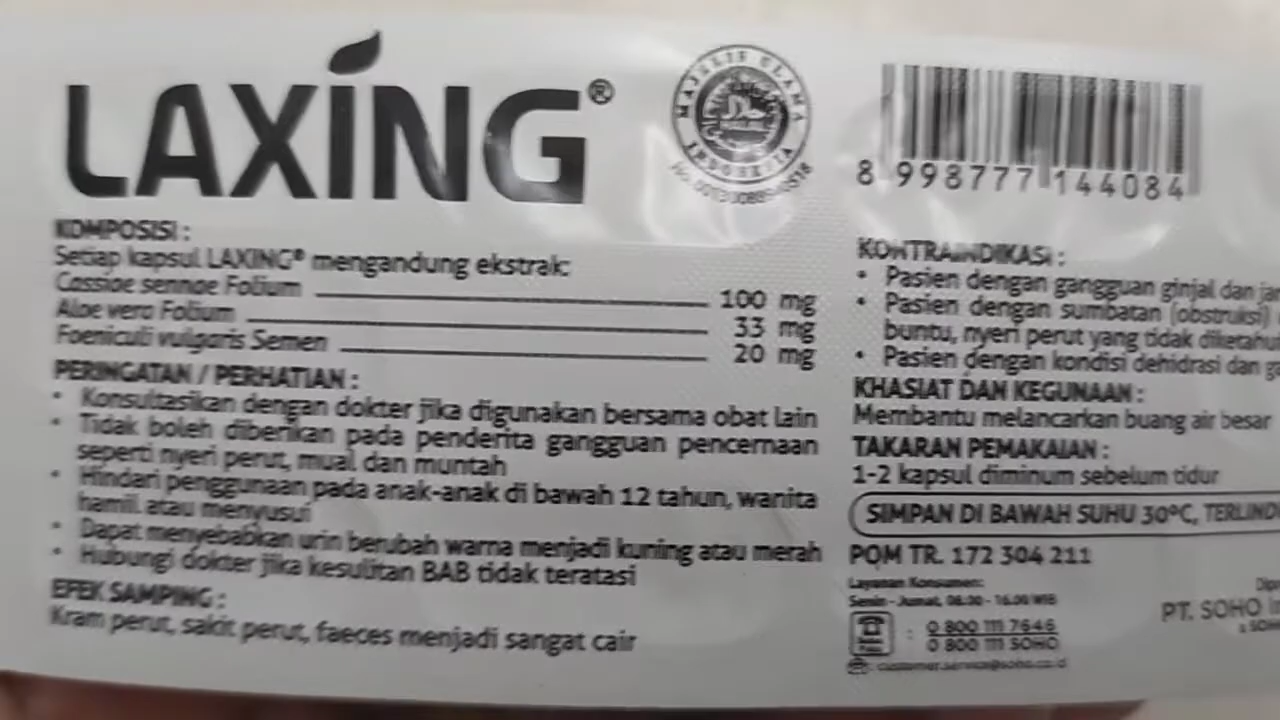 LAXING®
MAJELIS ULAMA INDONESIA
8 998777 144084
KOMPOSISI :
Setiap kapsul LAXING® mengandung ekstrak:
Cassiae sennae Folium 100 mg
Aloe vera Folium 33 mg
Foeniculi vulgaris Semen 20 mg
PERINGATAN / PERHATIAN :
• Konsultasikan dengan dokter jika digunakan bersama obat lain
• Tidak boleh diberikan pada penderita gangguan pencernaan
seperti nyeri perut, mual dan muntah
• Hindari penggunaan pada anak-anak di bawah 12 tahun, wanita
hamil atau menyusui
• Dapat menyebabkan urin berubah warna menjadi kuning atau merah
• Hubungi dokter jika kesulitan BAB tidak teratasi
EFEK SAMPING :
Kram perut, sakit perut, faeces menjadi sangat cair
KONTRAINDIKASI :
• Pasien dengan gangguan ginjal dan
• Pasien dengan sumbatan (obstruksi)
buntu, nyeri perut yang tidak
• Pasien dengan kondisi dehidrasi dan
KHASIAT DAN KEGUNAAN :
Membantu melancarkan buang air besar
TAKARAN PEMAKAIAN :
1-2 kapsul diminum sebelum tidur
SIMPAN DI BAWAH SUHU 30°C,
POM TR. 172 304 211
Layanan Konsumen:
Senin - Jumat, 08.00 - 16.00 WIB
: 0 800 111 7646
0 800 111 SOHO
: customer.service@soho.co.id
PT. SOHO